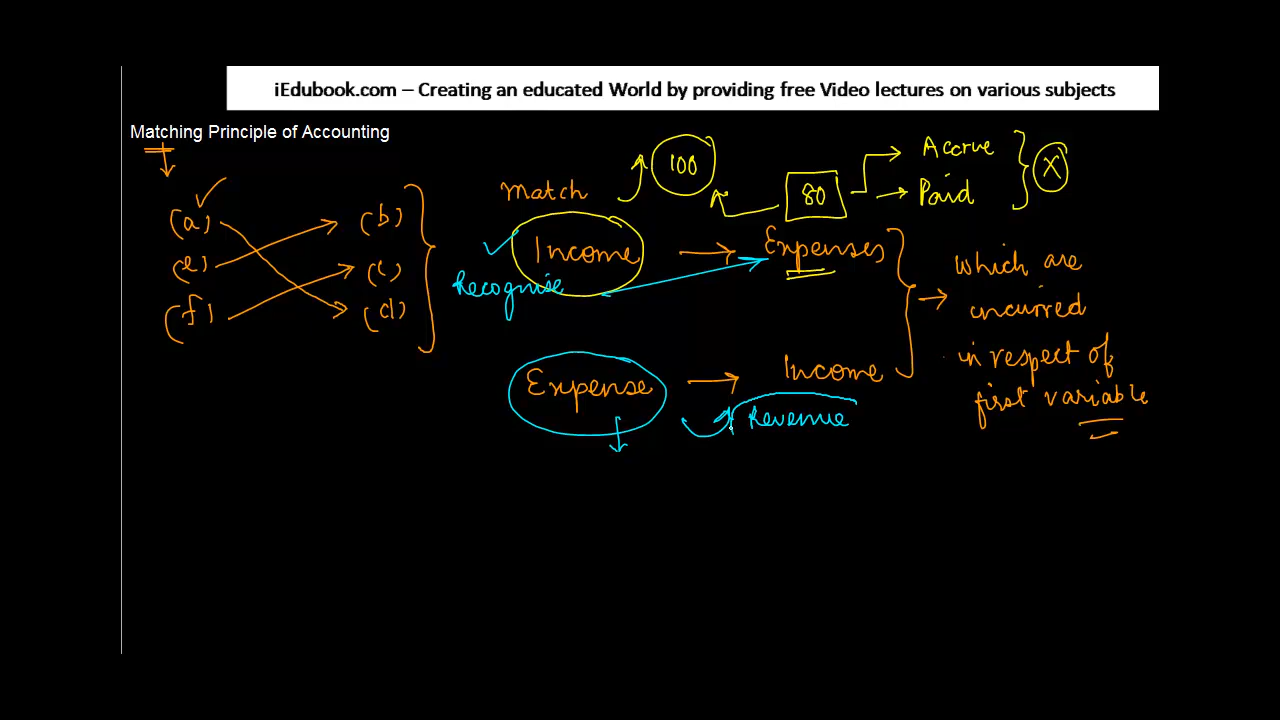 iEdubook.com – Creating an educated World by providing free Video lectures on various subjects
Matching Principle of Accounting
(a) (b)
(e) (c)
(f) (d)
Match 100 80 Accrue
Paid X
Income → Expenses
Recognise
Expense → Income
Revenue
which are
incurred
in respect of
first variable